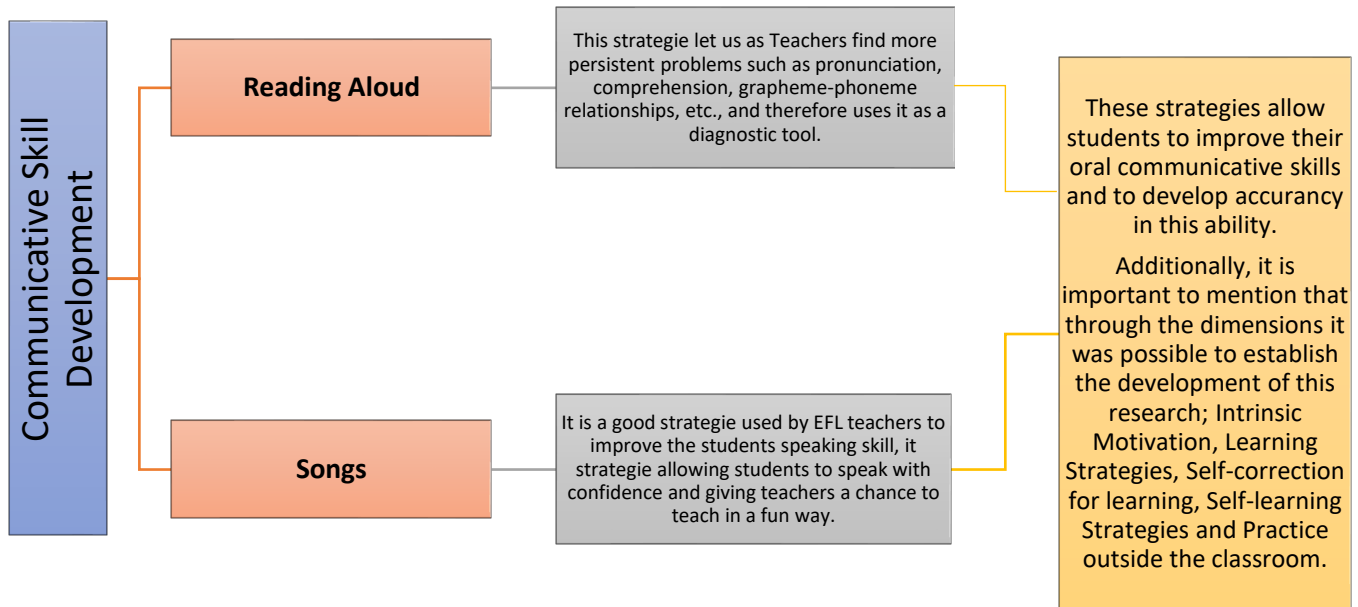 Communicative Skill
Development
Reading Aloud
This strategie let us as Teachers find more
persistent problems such as pronunciation,
comprehension, grapheme-phoneme
relationships, etc., and therefore uses it as a
diagnostic tool.
Songs
It is a good strategie used by EFL teachers to
improve the students speaking skill, it
strategie allowing students to speak with
confidence and giving teachers a chance to
teach in a fun way.
These strategies allow
students to improve their
oral communicative skills
and to develop accurancy
in this ability.
Additionally, it is
important to mention that
through the dimensions it
was possible to establish
the development of this
research; Intrinsic
Motivation, Learning
Strategies, Self-correction
for learning, Self-learning
Strategies and Practice
outside the classroom.